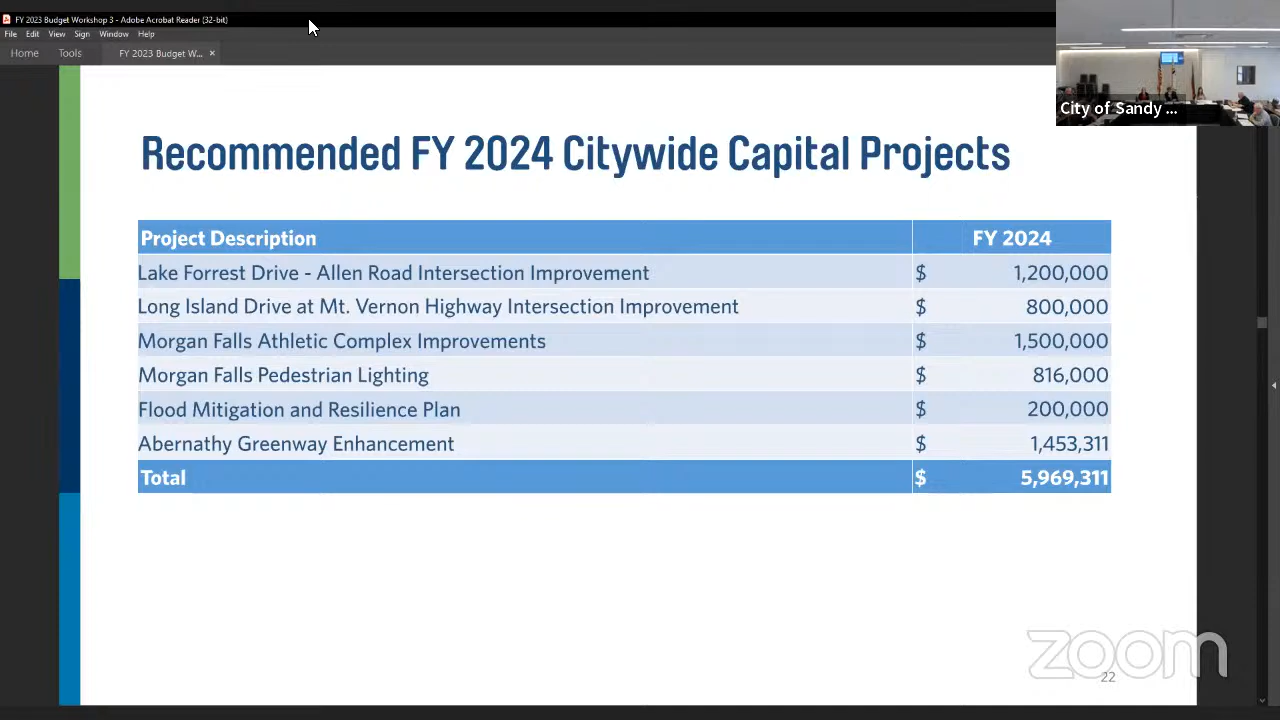 FY 2023 Budget Workshop 3 - Adobe Acrobat Reader (32-bit)
File Edit View Sign Window Help
Home Tools FY 2023 Budget W... ×
City of Sandy ...
Recommended FY 2024 Citywide Capital Projects
Project Description FY 2024
Lake Forrest Drive - Allen Road Intersection Improvement $ 1,200,000
Long Island Drive at Mt. Vernon Highway Intersection Improvement $ 800,000
Morgan Falls Athletic Complex Improvements $ 1,500,000
Morgan Falls Pedestrian Lighting $ 816,000
Flood Mitigation and Resilience Plan $ 200,000
Abernathy Greenway Enhancement $ 1,453,311
Total $ 5,969,311
zoom
22